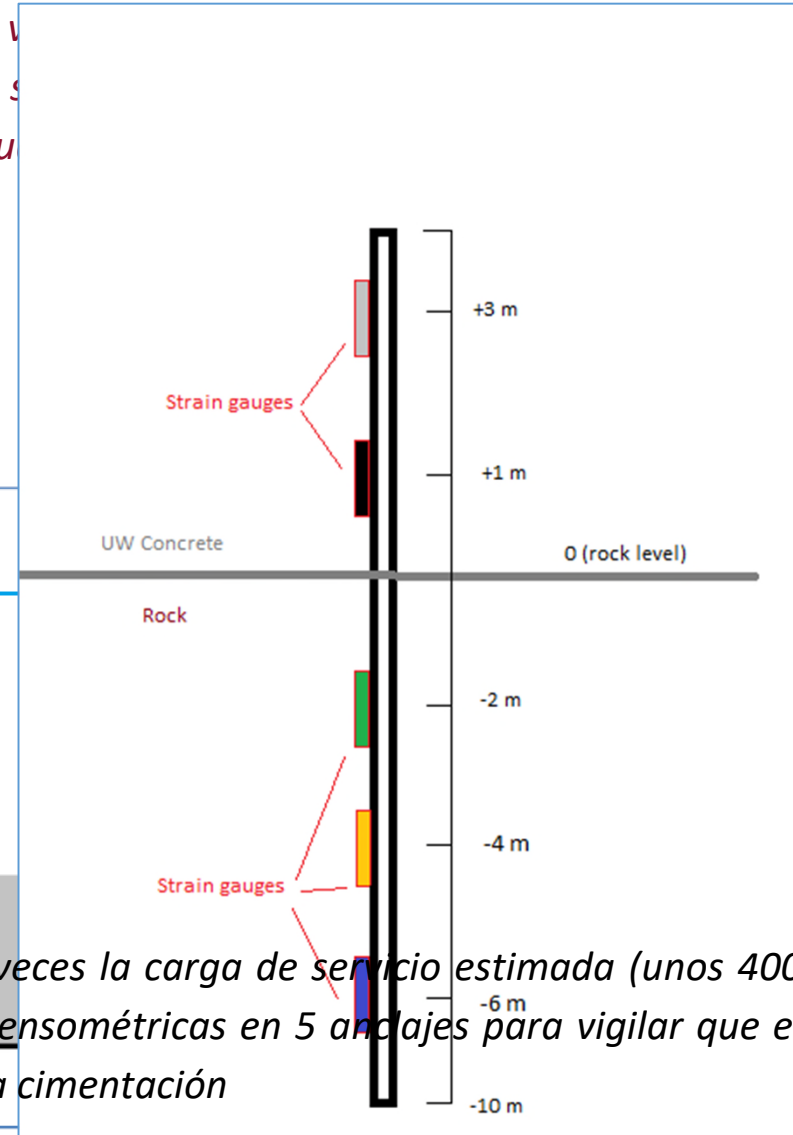 +3 m
Strain gauges
+1 m
UW Concrete
0 (rock level)
Rock
-2 m
-4 m
Strain gauges
veces la carga de servicio estimada (unos 400
-6 m
ensométricas en 5 anclajes para vigilar que e
a cimentación
-10 m